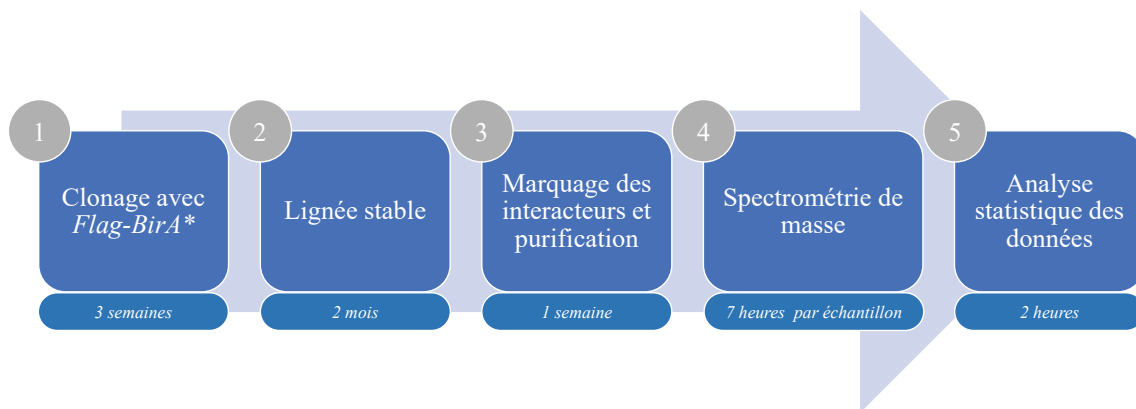 1
Clonage avec
Flag-BirA*
3 semaines
2
Lignée stable
2 mois
3
Marquage des
interacteurs et
purification
1 semaine
4
Spectrométrie de
masse
7 heures par échantillon
5
Analyse
statistique des
données
2 heures